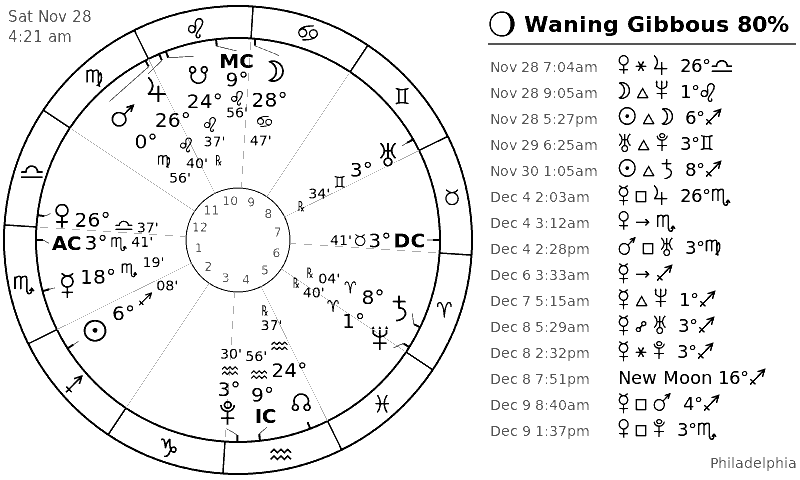 Sat Nov 28
4:21 am
MC
9°
♌
56'
☽
28°
♋
47'
☋
24°
♌
37'
℞
♃
26°
♌
40'
♂
0°
♍
56'
♅
3°
♊
34'
℞
♀ 26° ♎ 37'
AC 3° ♏ 41'
☿ 18° ♏ 19'
☉ 6° ♐ 08'
41' ♉ 3° DC
℞ 04' ♈ 8° ♄
℞ 40' ♈ 1° ♆
℞
37'
♒
24°
☊
30'
♒
3°
♇
56'
♒
9°
IC
10 9
11 8
12 7
1 6
2 5
3 4
♌ ♋ ♊ ♉ ♈ ♓ ♒ ♑ ♐ ♏ ♎ ♍
Waning Gibbous 80%
Nov 28 7:04am ♀ ⚹ ♃ 26°♎
Nov 28 9:05am ☽ △ ♆ 1°♌
Nov 28 5:27pm ☉ △ ☽ 6°♐
Nov 29 6:25am ♅ △ ♇ 3°♊
Nov 30 1:05am ☉ △ ♄ 8°♐
Dec 4 2:03am ☿ □ ♃ 26°♏
Dec 4 3:12am ♀ → ♏
Dec 4 2:28pm ♂ □ ♅ 3°♍
Dec 6 3:33am ☿ → ♐
Dec 7 5:15am ☿ △ ♆ 1°♐
Dec 8 5:29am ☿ ☍ ♅ 3°♐
Dec 8 2:32pm ☿ ⚹ ♇ 3°♐
Dec 8 7:51pm New Moon 16°♐
Dec 9 8:40am ☿ □ ♂ 4°♐
Dec 9 1:37pm ♀ □ ♇ 3°♏
Philadelphia